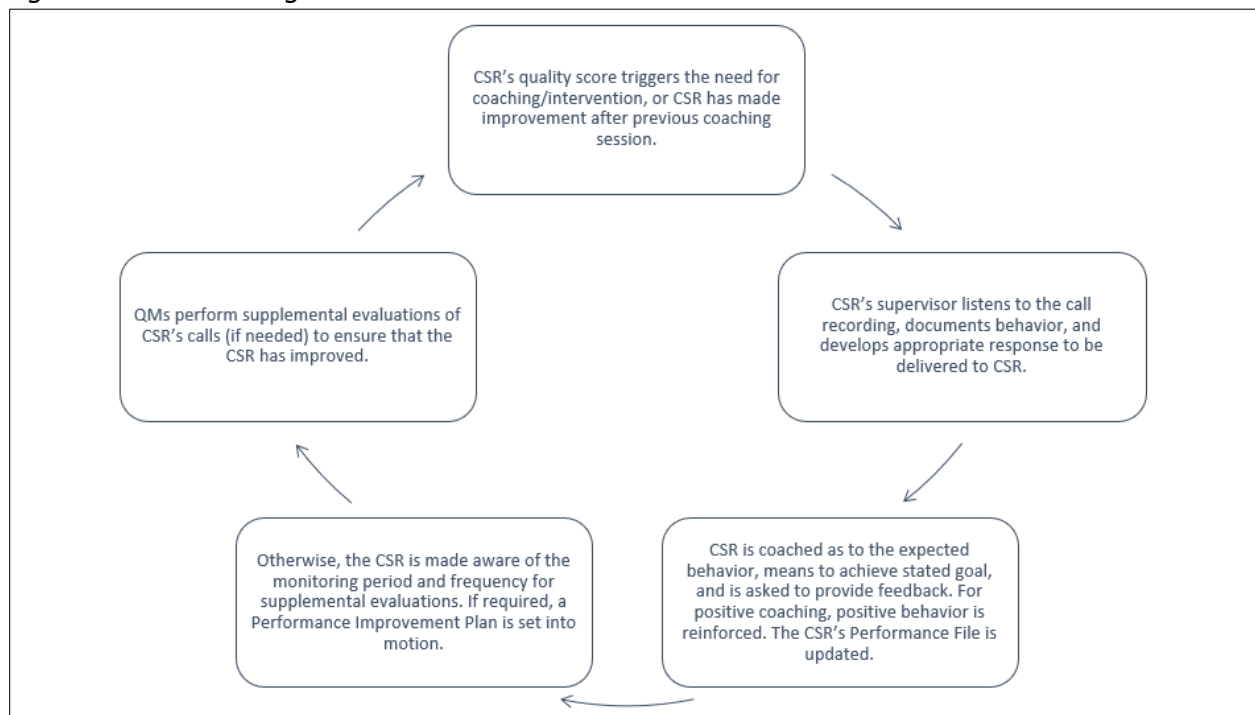 CSR’s quality score triggers the need for
coaching/intervention, or CSR has made
improvement after previous coaching
session.
CSR’s supervisor listens to the call
recording, documents behavior, and
develops appropriate response to be
delivered to CSR.
CSR is coached as to the expected
behavior, means to achieve stated goal,
and is asked to provide feedback. For
positive coaching, positive behavior is
reinforced. The CSR’s Performance File is
updated.
Otherwise, the CSR is made aware of the
monitoring period and frequency for
supplemental evaluations. If required, a
Performance Improvement Plan is set into
motion.
QMs perform supplemental evaluations of
CSR’s calls (if needed) to ensure that the
CSR has improved.